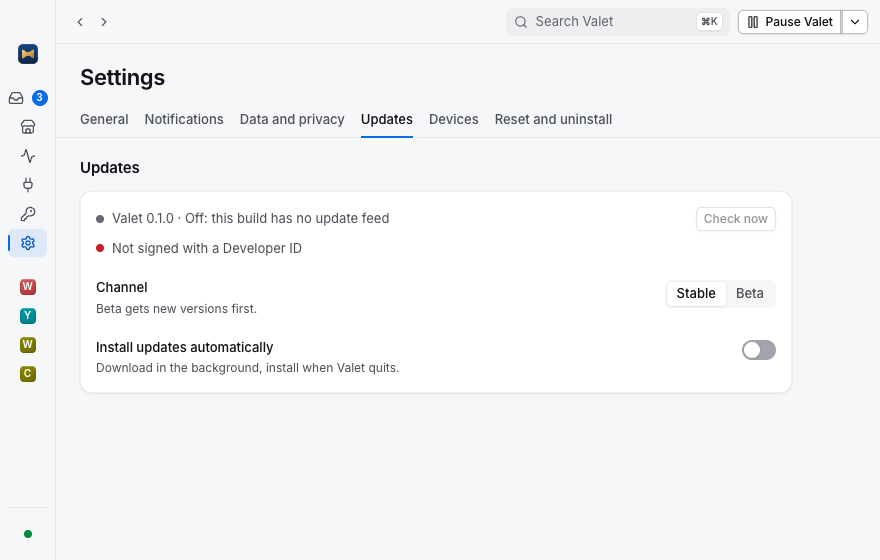 Search Valet ⌘K Pause Valet
Settings
3
General Notifications Data and privacy Updates Devices Reset and uninstall
Updates
Valet 0.1.0 · Off: this build has no update feed Check now
Not signed with a Developer ID
Channel
Beta gets new versions first.
Stable Beta
Install updates automatically
Download in the background, install when Valet quits.
W
Y
W
C